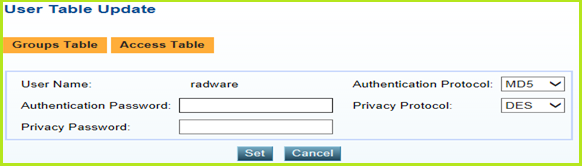 User Table Update
Groups Table Access Table
User Name: radware Authentication Protocol: MD5
Authentication Password: Privacy Protocol: DES
Privacy Password:
Set Cancel